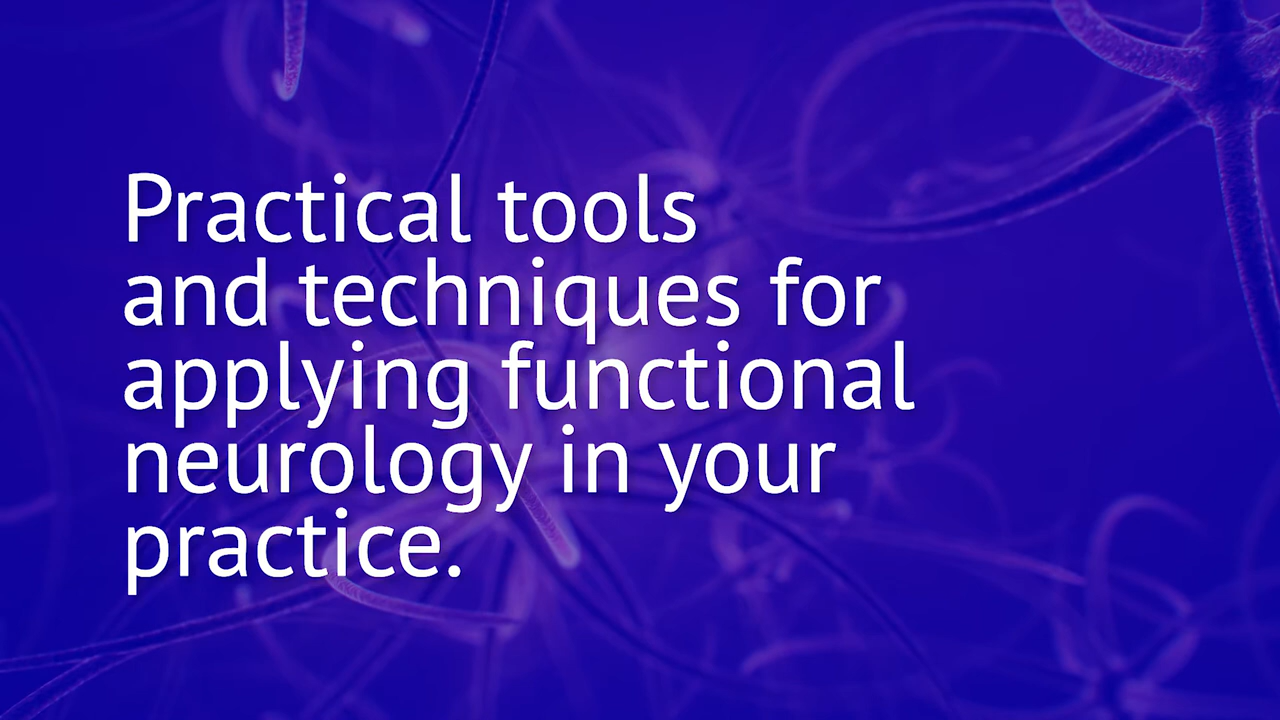 Practical tools
and techniques for
applying functional
neurology in your
practice.